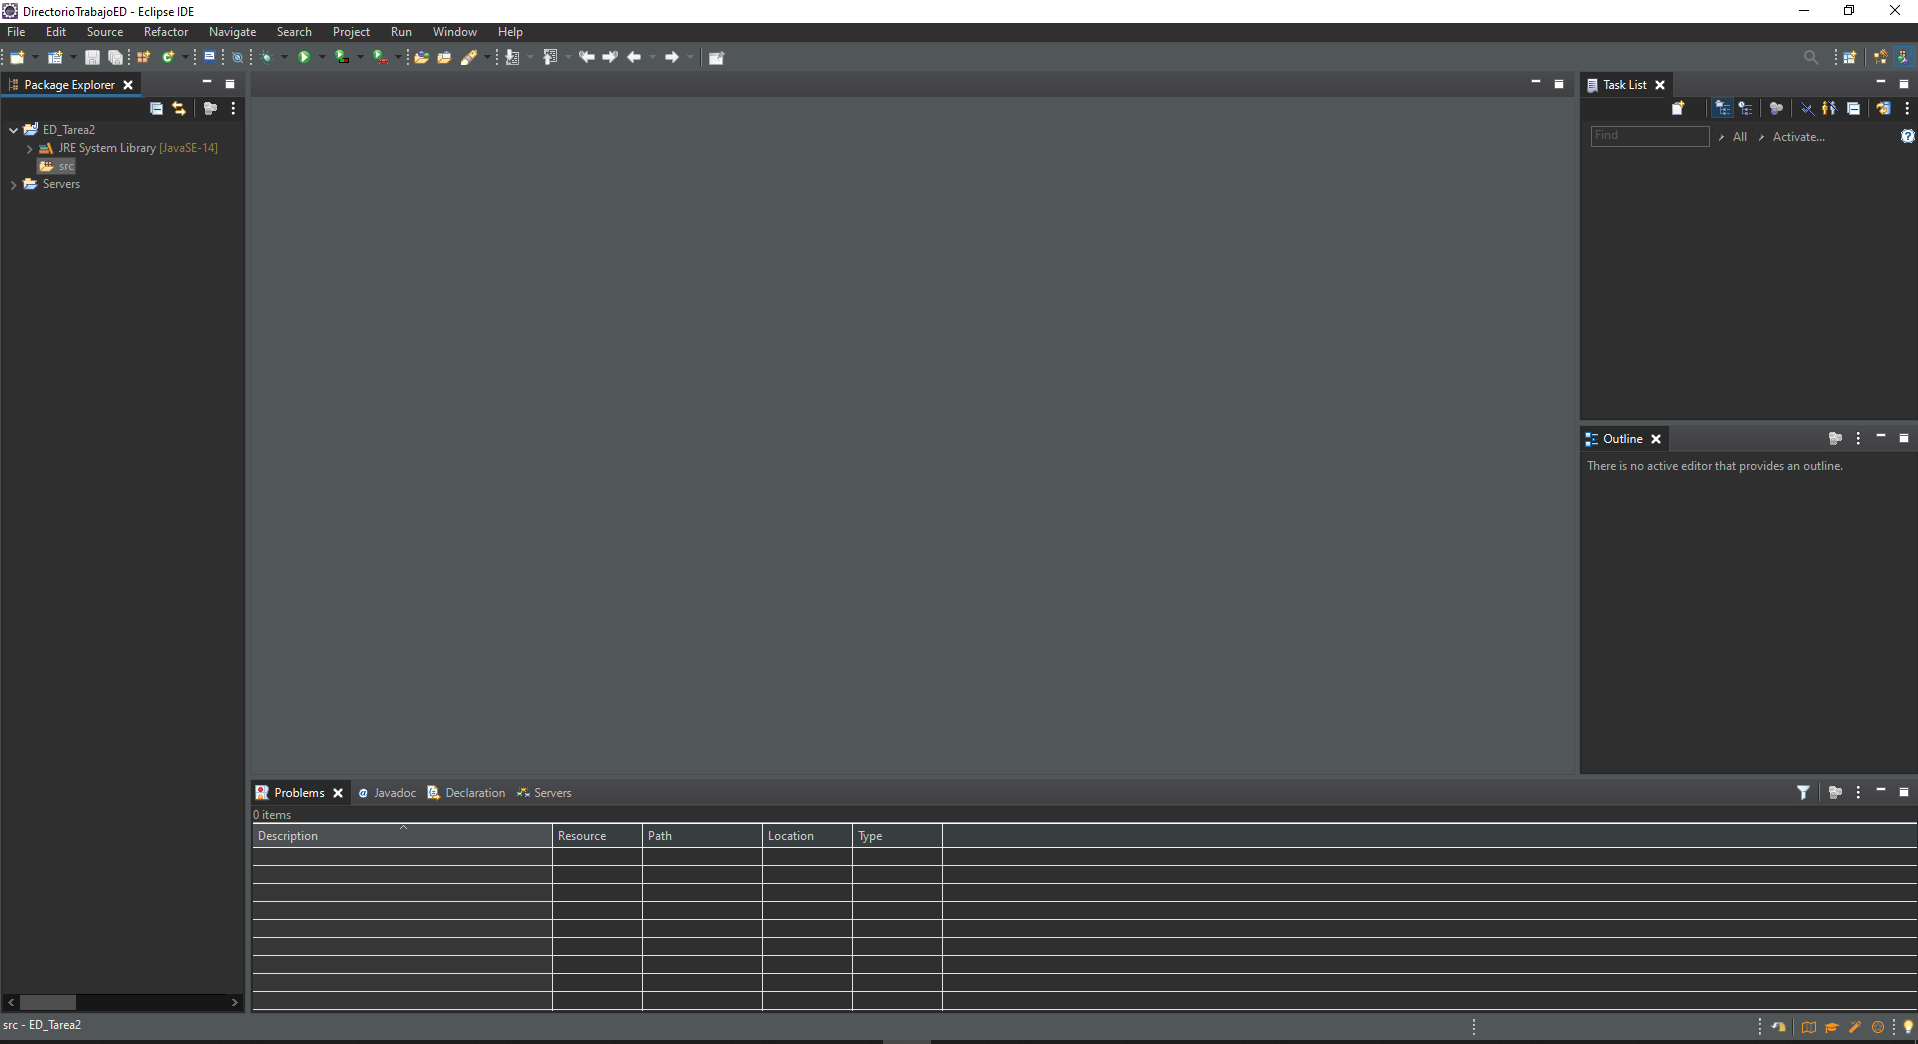 DirectorioTrabajoED - Eclipse IDE
File Edit Source Refactor Navigate Search Project Run Window Help
Package Explorer
ED_Tarea2
JRE System Library [JavaSE-14]
src
Servers
Task List
Find
All
Activate...
Outline
There is no active editor that provides an outline.
Problems Javadoc Declaration Servers
0 items
Description Resource Path Location Type
src - ED_Tarea2